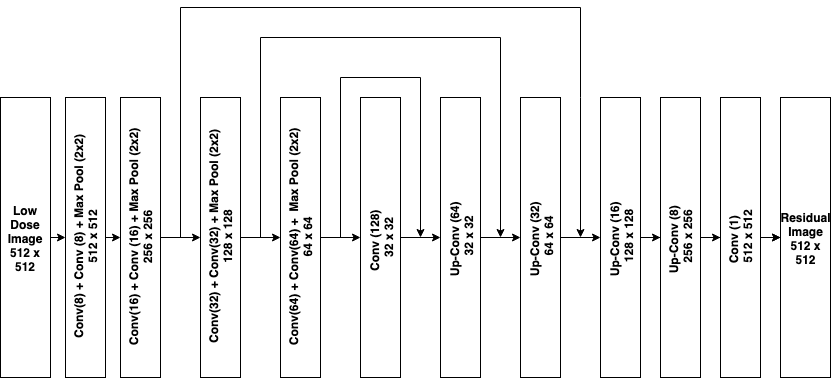 Low
Dose
Image
512 x
512
Conv(8) + Conv (8) + Max Pool (2x2)
512 x 512
Conv(16) + Conv (16) + Max Pool (2x2)
256 x 256
Conv(32) + Conv(32) + Max Pool (2x2)
128 x 128
Conv(64) + Conv(64) + Max Pool (2x2)
64 x 64
Conv (128)
32 x 32
Up-Conv (64)
32 x 32
Up-Conv (32)
64 x 64
Up-Conv (16)
128 x 128
Up-Conv (8)
256 x 256
Conv (1)
512 x 512
Residual
Image
512 x
512